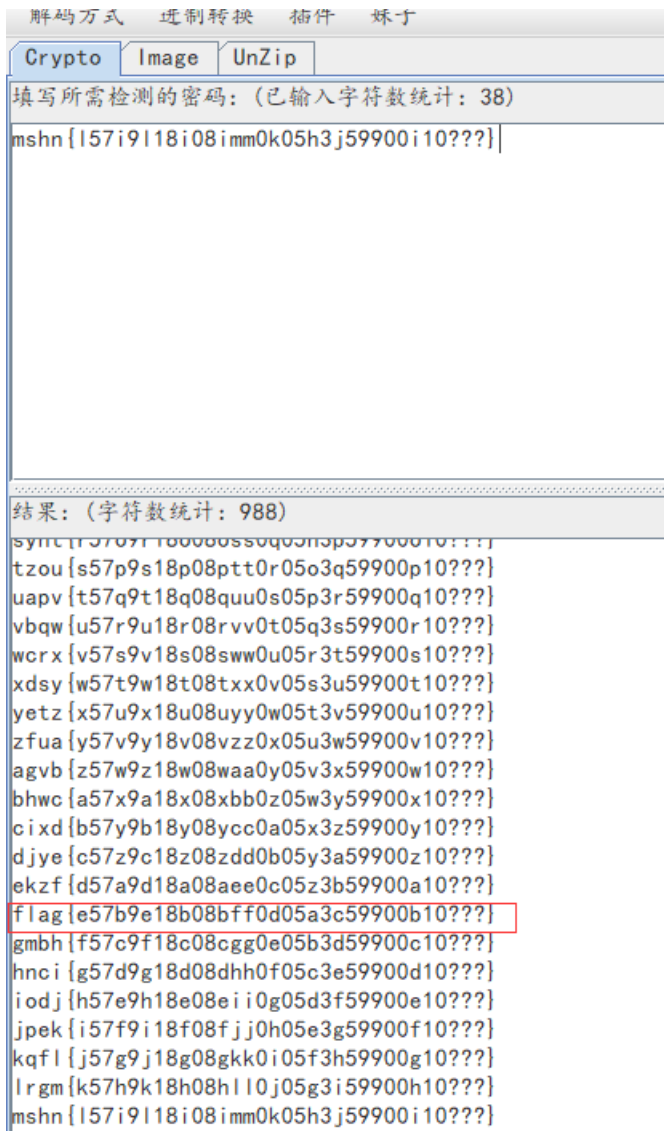 解码方式 进制转换 插件 妹子
Crypto Image UnZip
填写所需检测的密码：(已输入字符数统计：38)
mshn{l57i9l18i08imm0k05h3j59900i10???}
结果：(字符数统计：988)
synt{r57o9r18o08oss0q05n3p59900o10???}
tzou{s57p9s18p08ptt0r05o3q59900p10???}
uapv{t57q9t18q08quu0s05p3r59900q10???}
vbqw{u57r9u18r08rvv0t05q3s59900r10???}
wcrx{v57s9v18s08sww0u05r3t59900s10???}
xdsy{w57t9w18t08txx0v05s3u59900t10???}
yetz{x57u9x18u08uyy0w05t3v59900u10???}
zfua{y57v9y18v08vzz0x05u3w59900v10???}
agvb{z57w9z18w08waa0y05v3x59900w10???}
bhwc{a57x9a18x08xbb0z05w3y59900x10???}
cixd{b57y9b18y08ycc0a05x3z59900y10???}
djye{c57z9c18z08zdd0b05y3a59900z10???}
ekzf{d57a9d18a08aee0c05z3b59900a10???}
flag{e57b9e18b08bff0d05a3c59900b10???}
gmbh{f57c9f18c08cgg0e05b3d59900c10???}
hnci{g57d9g18d08dhh0f05c3e59900d10???}
iodj{h57e9h18e08eii0g05d3f59900e10???}
jpek{i57f9i18f08fjj0h05e3g59900f10???}
kqfl{j57g9j18g08gkk0i05f3h59900g10???}
lrgm{k57h9k18h08hll0j05g3i59900h10???}
mshn{l57i9l18i08imm0k05h3j59900i10???}